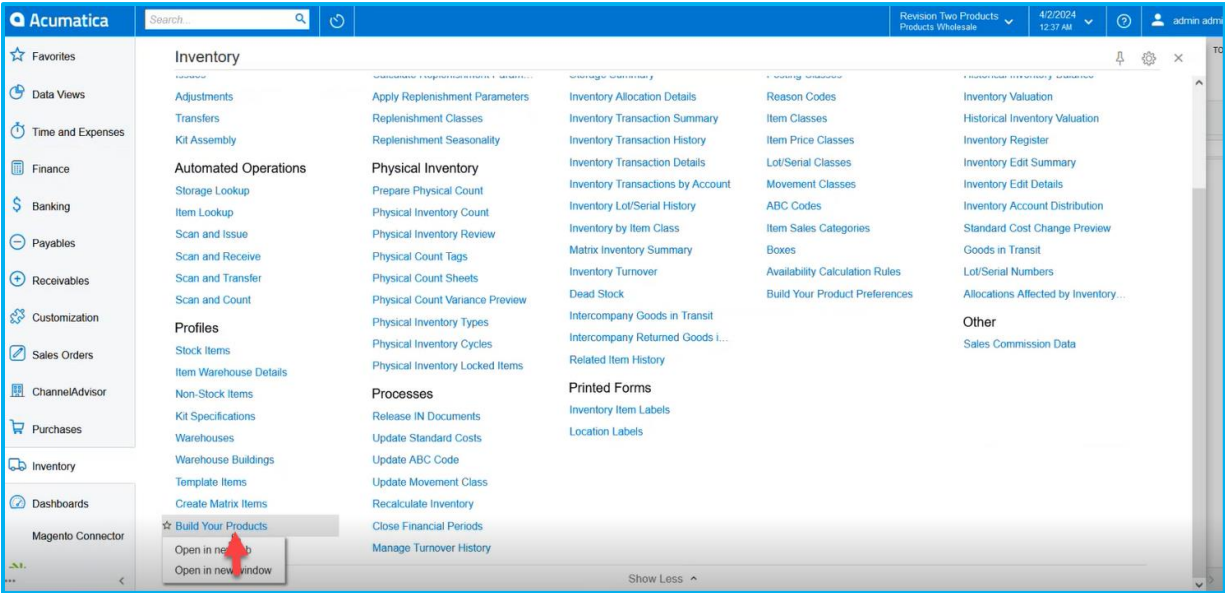 Acumatica
Search...
Revision Two Products
Products Wholesale
4/2/2024
12:37 AM
admin admi
Favorites
Data Views
Time and Expenses
Finance
Banking
Payables
Receivables
Customization
Sales Orders
ChannelAdvisor
Purchases
Inventory
Dashboards
Magento Connector
Inventory
TO
Adjustments
Transfers
Kit Assembly
Automated Operations
Storage Lookup
Item Lookup
Scan and Issue
Scan and Receive
Scan and Transfer
Scan and Count
Profiles
Stock Items
Item Warehouse Details
Non-Stock Items
Kit Specifications
Warehouses
Warehouse Buildings
Template Items
Create Matrix Items
Build Your Products
Open in new
Open in new window
Apply Replenishment Parameters
Replenishment Classes
Replenishment Seasonality
Physical Inventory
Prepare Physical Count
Physical Inventory Count
Physical Inventory Review
Physical Count Tags
Physical Count Sheets
Physical Count Variance Preview
Physical Inventory Types
Physical Inventory Cycles
Physical Inventory Locked Items
Processes
Release IN Documents
Update Standard Costs
Update ABC Code
Update Movement Class
Recalculate Inventory
Close Financial Periods
Manage Turnover History
Inventory Allocation Details
Inventory Transaction Summary
Inventory Transaction History
Inventory Transaction Details
Inventory Transactions by Account
Inventory Lot/Serial History
Inventory by Item Class
Matrix Inventory Summary
Inventory Turnover
Dead Stock
Intercompany Goods in Transit
Intercompany Returned Goods i...
Related Item History
Printed Forms
Inventory Item Labels
Location Labels
Reason Codes
Item Classes
Item Price Classes
Lot/Serial Classes
Movement Classes
ABC Codes
Item Sales Categories
Boxes
Availability Calculation Rules
Build Your Product Preferences
Inventory Valuation
Historical Inventory Valuation
Inventory Register
Inventory Edit Summary
Inventory Edit Details
Inventory Account Distribution
Standard Cost Change Preview
Goods in Transit
Lot/Serial Numbers
Allocations Affected by Inventory...
Other
Sales Commission Data
Show Less